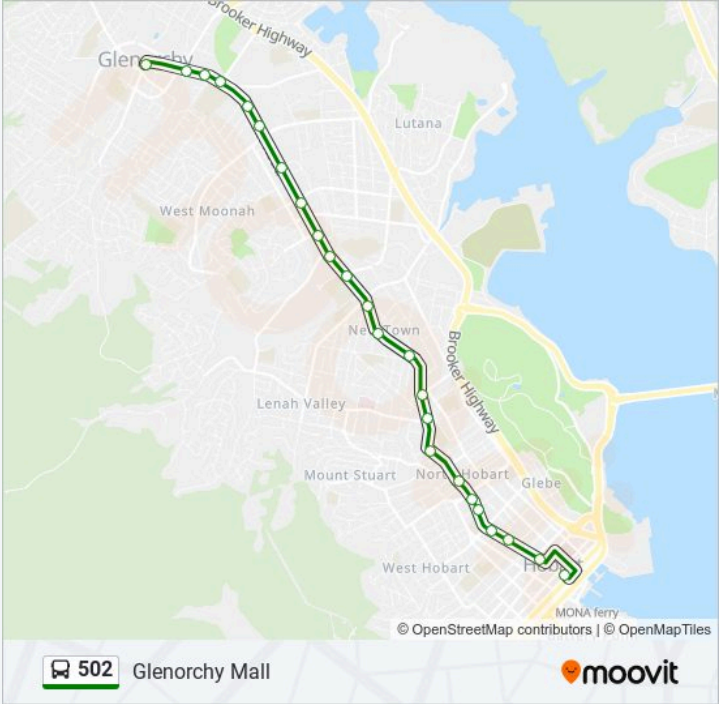 Brooker Highway
Glenorchy
Lutana
West Moonah
New Town
Brooker Highway
Lenah Valley
Mount Stuart
North Hobart
Glebe
West Hobart
Hobart
MONA ferry
© OpenStreetMap contributors | © OpenMapTiles
502
Glenorchy Mall
moovit